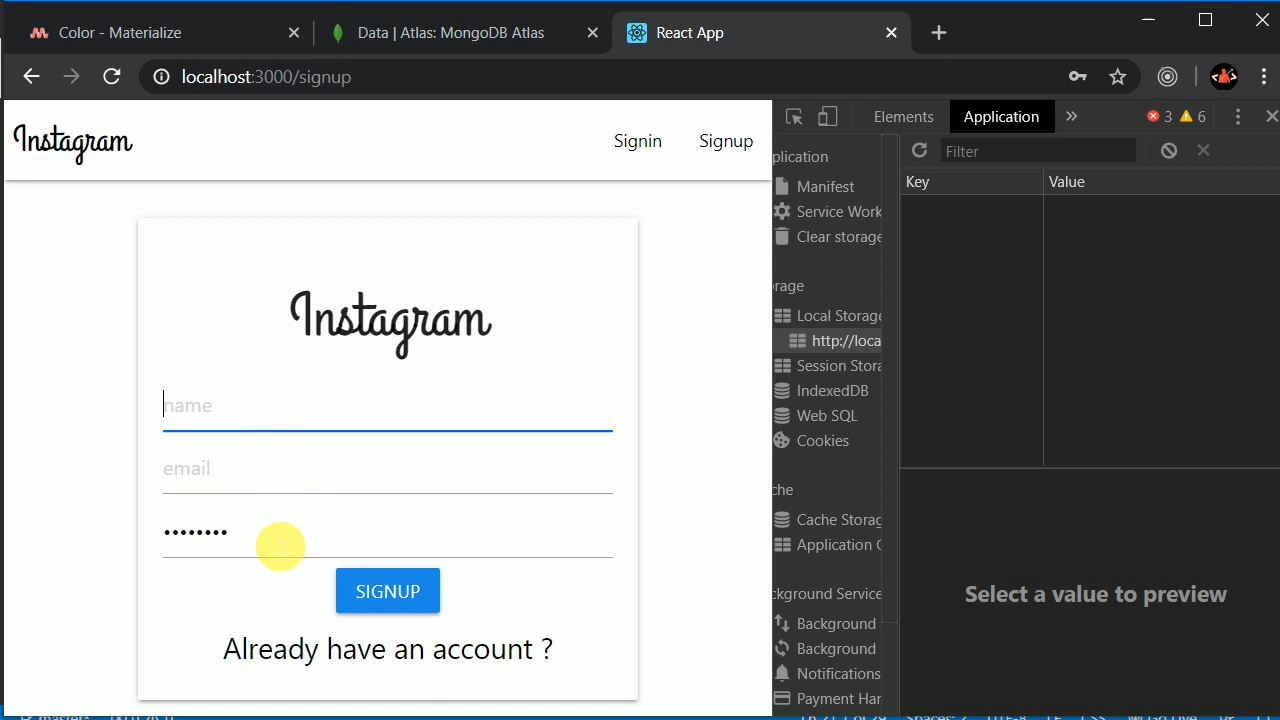 Color - Materialize
Data | Atlas: MongoDB Atlas
React App
localhost:3000/signup
Instagram
Signin
Signup
Instagram
name
email
••••••••
SIGNUP
Already have an account ?
Elements
Application
3
6
plication
Manifest
Service Work
Clear storage
rage
Local Storage
http://loca
Session Stora
IndexedDB
Web SQL
Cookies
che
Cache Storag
Application C
ckground Service
Background
Background
Notifications
Payment Har
Filter
Key
Value
Select a value to preview